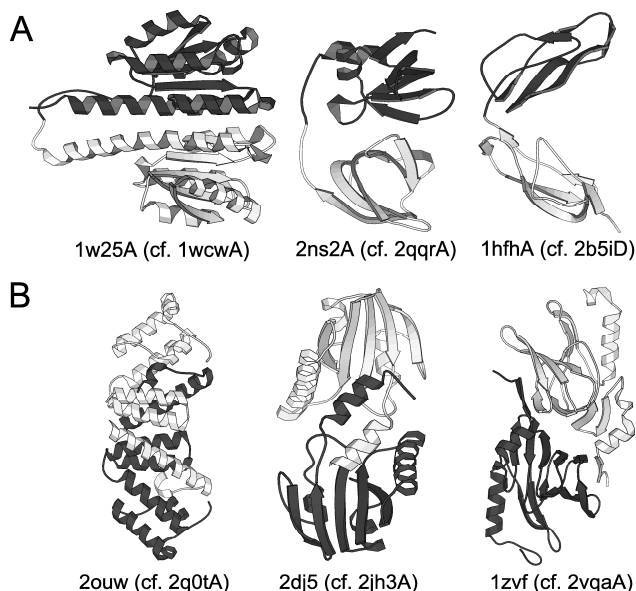 A
1w25A (cf. 1wcwA) 2ns2A (cf. 2qqrA) 1hfhA (cf. 2b5iD)
B
2ouw (cf. 2q0tA) 2dj5 (cf. 2jh3A) 1zvf (cf. 2vqaA)